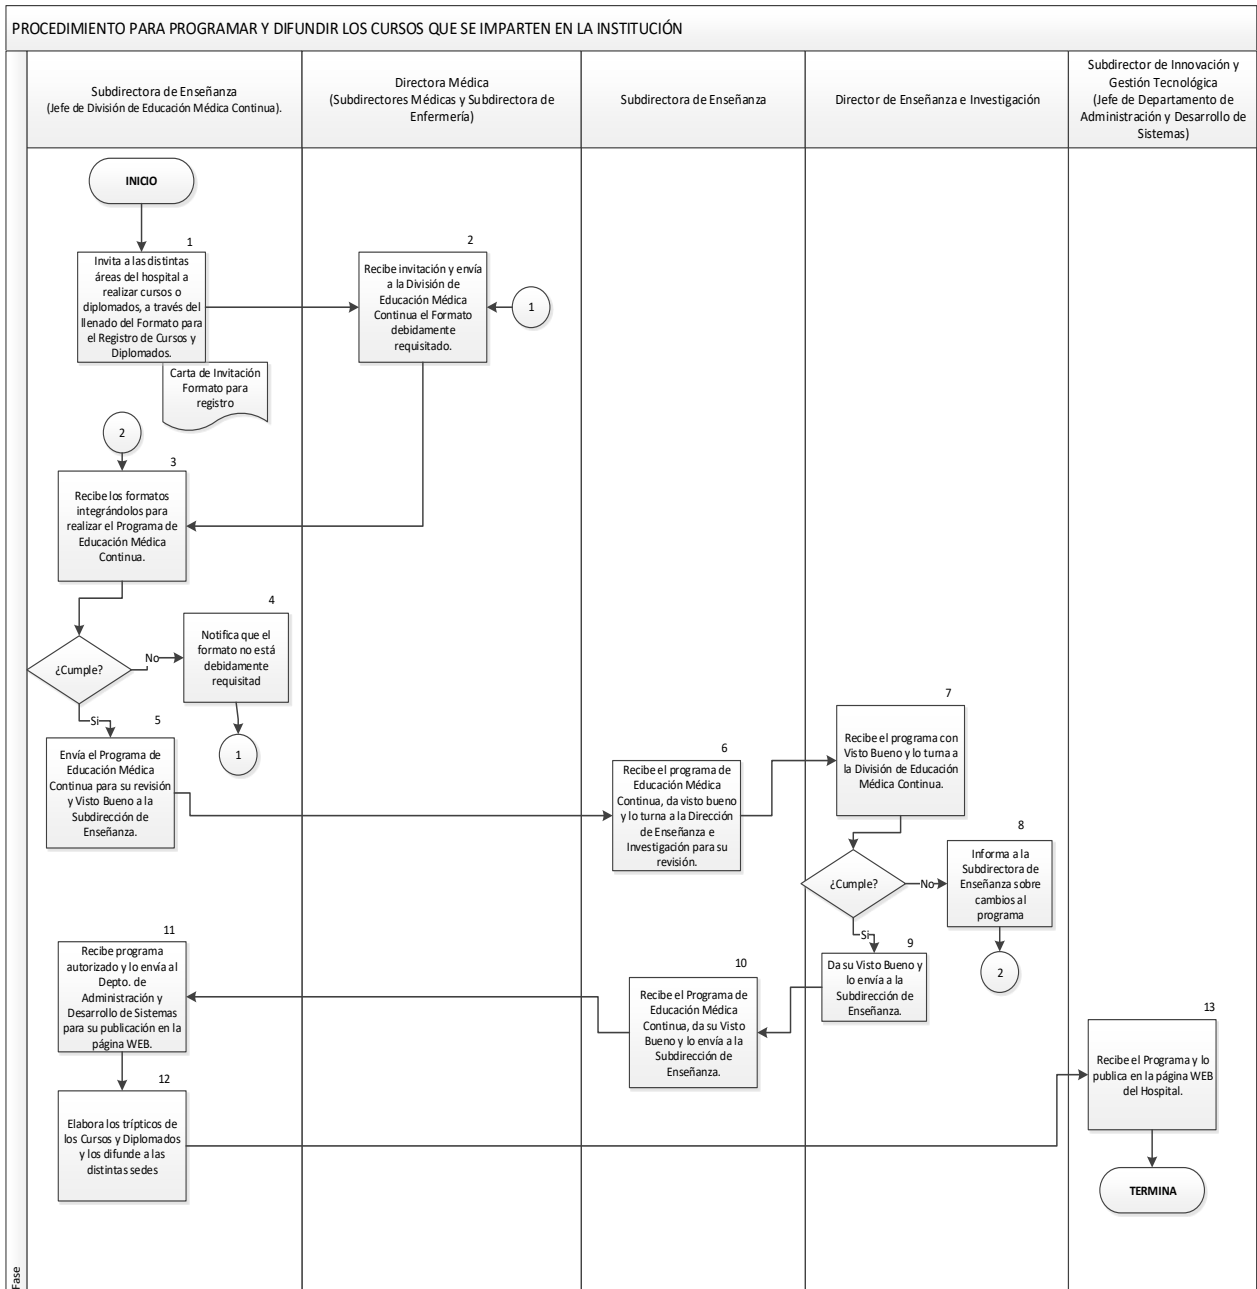 PROCEDIMIENTO PARA PROGRAMAR Y DIFUNDIR LOS CURSOS QUE SE IMPARTEN EN LA INSTITUCIÓN
Subdirectora de Enseñanza
(Jefe de División de Educación Médica Continua).
Directora Médica
(Subdirectores Médicas y Subdirectora de
Enfermería)
Subdirectora de Enseñanza
Director de Enseñanza e Investigación
Subdirector de Innovación y
Gestión Tecnológica
(Jefe de Departamento de
Administración y Desarrollo de
Sistemas)
INICIO
1
Invita a las distintas
áreas del hospital a
realizar cursos o
diplomados, a través del
llenado del Formato para
el Registro de Cursos y
Diplomados.
Carta de Invitación
Formato para
registro
2
Recibe invitación y envía
a la División de
Educación Médica
Continua el Formato
debidamente
requisitado.
1
2
3
Recibe los formatos
integrándolos para
realizar el Programa de
Educación Médica
Continua.
¿Cumple?
No
4
Notifica que el
formato no está
debidamente
requisitad
1
Si
5
Envía el Programa de
Educación Médica
Continua para su revisión
y Visto Bueno a la
Subdirección de
Enseñanza.
6
Recibe el programa de
Educación Médica
Continua, da visto bueno
y lo turna a la Dirección
de Enseñanza e
Investigación para su
revisión.
7
Recibe el programa con
Visto Bueno y lo turna a
la División de Educación
Médica Continua.
¿Cumple?
No
8
Informa a la
Subdirectora de
Enseñanza sobre
cambios al
programa
2
Si
9
Da su Visto Bueno y
lo envía a la
Subdirección de
Enseñanza.
10
Recibe el Programa de
Educación Médica
Continua, da su Visto
Bueno y lo envía a la
Subdirección de
Enseñanza.
11
Recibe programa
autorizado y lo envía al
Depto. de
Administración y
Desarrollo de Sistemas
para su publicación en la
página WEB.
12
Elabora los trípticos de
los Cursos y Diplomados
y los difunde a las
distintas sedes
13
Recibe el Programa y lo
publica en la página WEB
del Hospital.
TERMINA
Fase